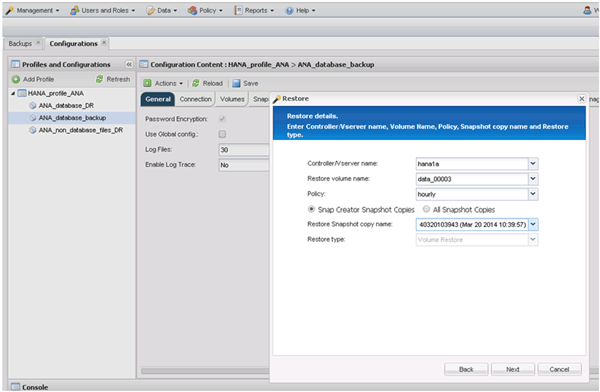 Management Users and Roles Data Policy Reports Help
Backups Configurations
Profiles and Configurations
Add Profile Refresh
HANA_profile_ANA
ANA_database_DR
ANA_database_backup
ANA_non_database_files_DR
Configuration Content : HANA_profile_ANA > ANA_database_backup
Actions Reload Save
General Connection Volumes
Password Encryption:
Use Global config.:
Log Files: 30
Enable Log Trace: No
Restore
Restore details.
Enter Controller/Vserver name, Volume Name, Policy, Snapshot copy name and Restore
type.
Controller/Vserver name: hana1a
Restore volume name: data_00003
Policy: hourly
Snap Creator Snapshot Copies All Snapshot Copies
Restore Snapshot copy name: 40320103943 (Mar 20 2014 10:39:57)
Restore type: Volume Restore
Back Next Cancel
Console